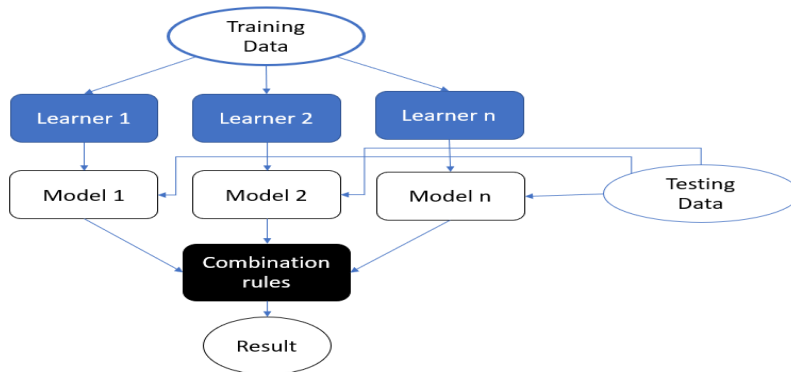 Training
Data
Learner 1
Learner 2
Learner n
Model 1
Model 2
Model n
Testing
Data
Combination
rules
Result